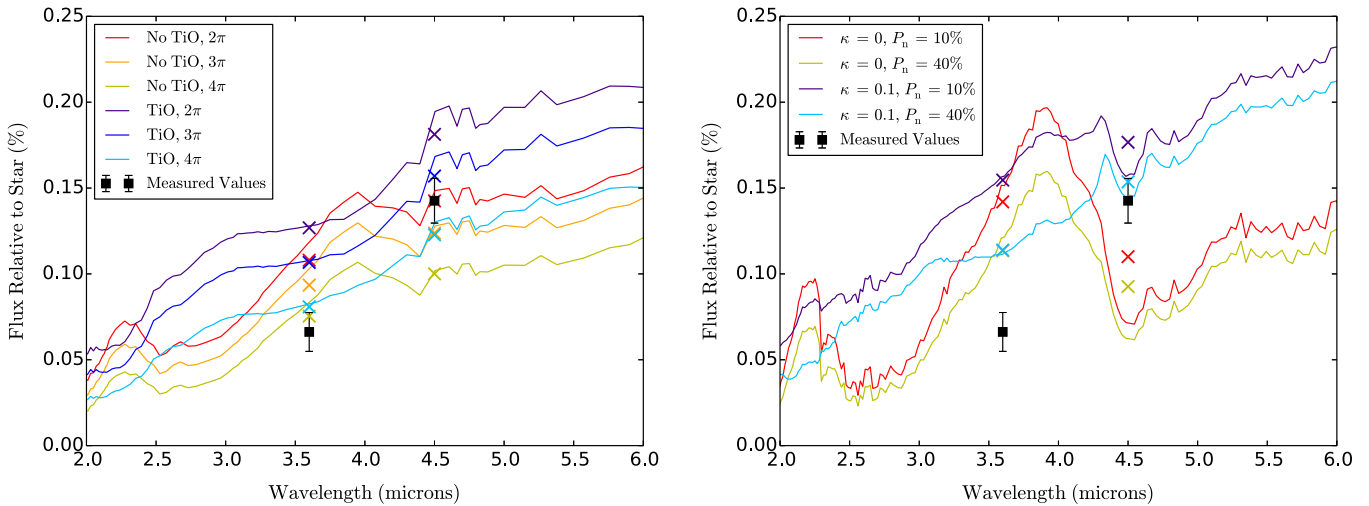 0.25
0.20
0.15
0.10
0.05
0.00
Flux Relative to Star (%)
No TiO, 2π
No TiO, 3π
No TiO, 4π
TiO, 2π
TiO, 3π
TiO, 4π
Measured Values
2.0 2.5 3.0 3.5 4.0 4.5 5.0 5.5 6.0
Wavelength (microns)
0.25
0.20
0.15
0.10
0.05
0.00
Flux Relative to Star (%)
κ = 0, Pn = 10%
κ = 0, Pn = 40%
κ = 0.1, Pn = 10%
κ = 0.1, Pn = 40%
Measured Values
2.0 2.5 3.0 3.5 4.0 4.5 5.0 5.5 6.0
Wavelength (microns)